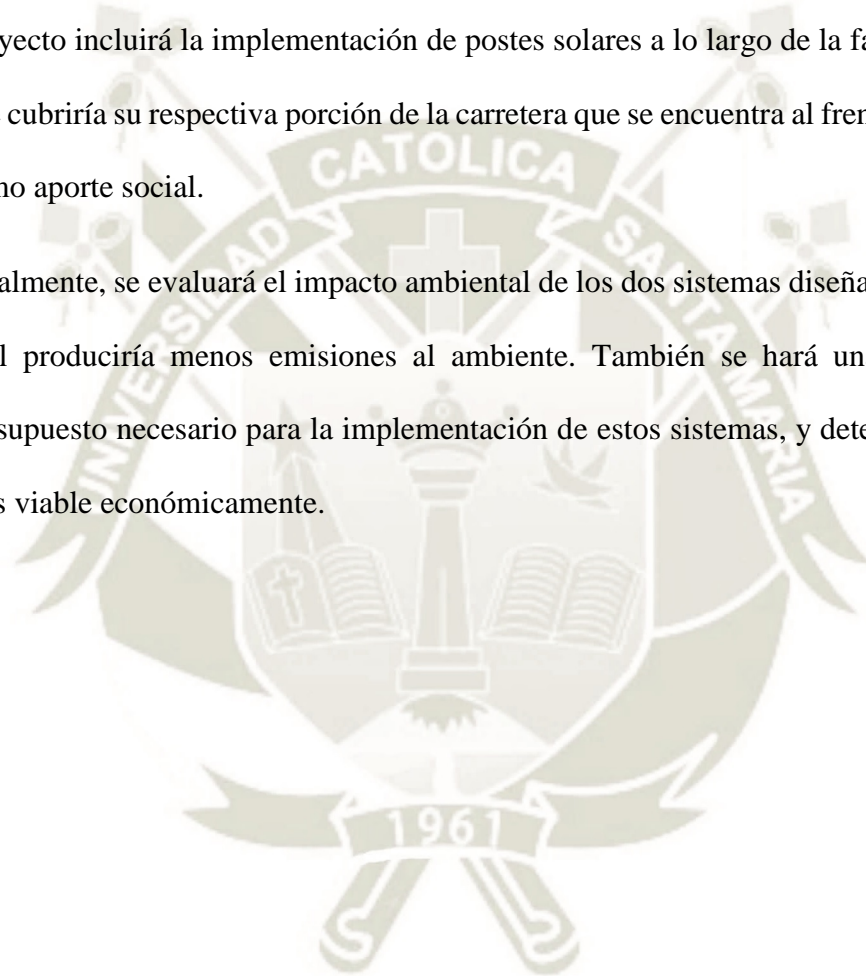 yecto incluirá la implementación de postes solares a lo largo de la fa
cubriría su respectiva porción de la carretera que se encuentra al fren
no aporte social.
almente, se evaluará el impacto ambiental de los dos sistemas diseña
l produciría menos emisiones al ambiente. También se hará un
supuesto necesario para la implementación de estos sistemas, y dete
s viable económicamente.
UNIVERSIDAD CATOLICA SANTA MARIA
1961